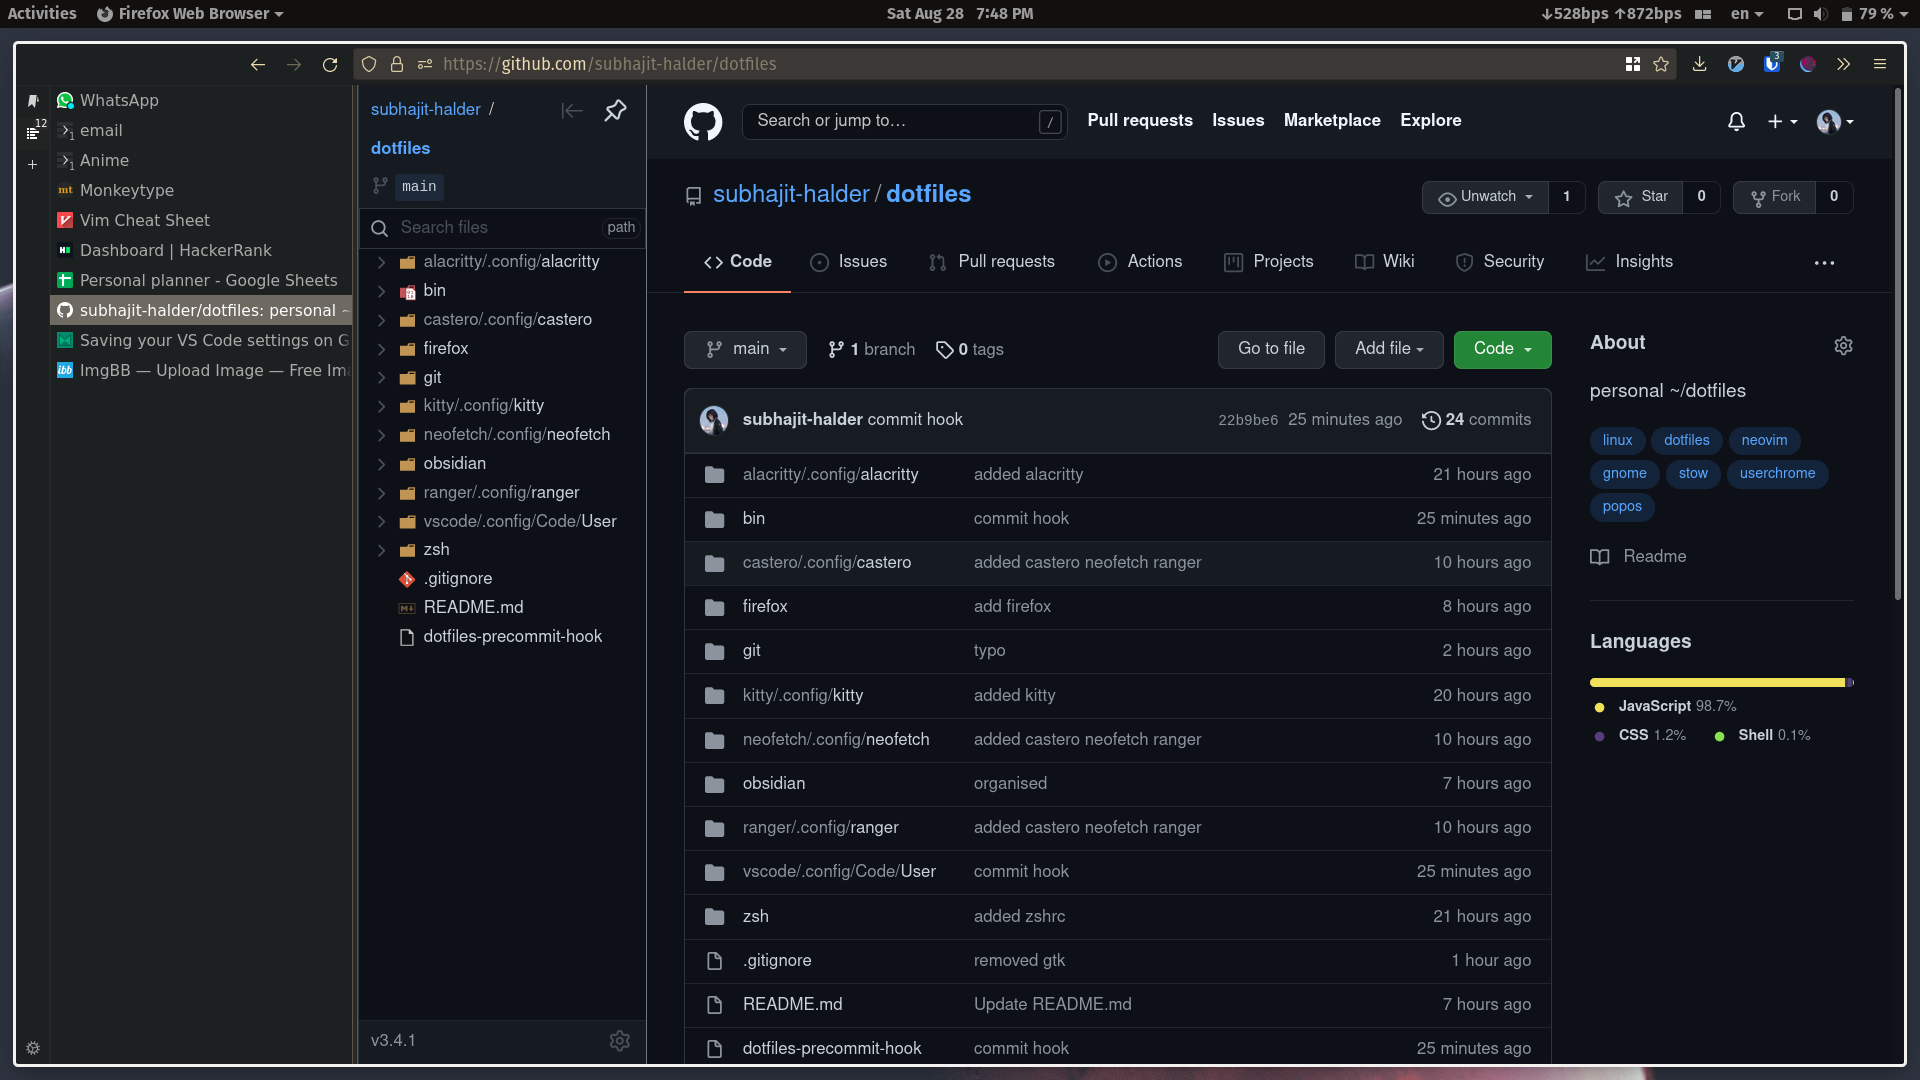 Activities Firefox Web Browser Sat Aug 28 7:48 PM ↓528bps ↑872bps en 79 %
https://github.com/subhajit-halder/dotfiles 3
12
WhatsApp
1 email
1 Anime
mt Monkeytype
Vim Cheat Sheet
Dashboard | HackerRank
Personal planner - Google Sheets
subhajit-halder/dotfiles: personal ~
Saving your VS Code settings on G
ibb ImgBB — Upload Image — Free Ima
subhajit-halder /
dotfiles
main
Search files path
alacritty/.config/alacritty
bin
castero/.config/castero
firefox
git
kitty/.config/kitty
neofetch/.config/neofetch
obsidian
ranger/.config/ranger
vscode/.config/Code/User
zsh
.gitignore
README.md
dotfiles-precommit-hook
v3.4.1
Search or jump to… / Pull requests Issues Marketplace Explore
subhajit-halder / dotfiles
Unwatch 1 Star 0 Fork 0
Code Issues Pull requests Actions Projects Wiki Security Insights
main 1 branch 0 tags Go to file Add file Code
subhajit-halder commit hook 22b9be6 25 minutes ago 24 commits
alacritty/.config/alacritty added alacritty 21 hours ago
bin commit hook 25 minutes ago
castero/.config/castero added castero neofetch ranger 10 hours ago
firefox add firefox 8 hours ago
git typo 2 hours ago
kitty/.config/kitty added kitty 20 hours ago
neofetch/.config/neofetch added castero neofetch ranger 10 hours ago
obsidian organised 7 hours ago
ranger/.config/ranger added castero neofetch ranger 10 hours ago
vscode/.config/Code/User commit hook 25 minutes ago
zsh added zshrc 21 hours ago
.gitignore removed gtk 1 hour ago
README.md Update README.md 7 hours ago
dotfiles-precommit-hook commit hook 25 minutes ago
About
personal ~/dotfiles
linux dotfiles neovim
gnome stow userchrome
popos
Readme
Languages
JavaScript 98.7%
CSS 1.2% Shell 0.1%